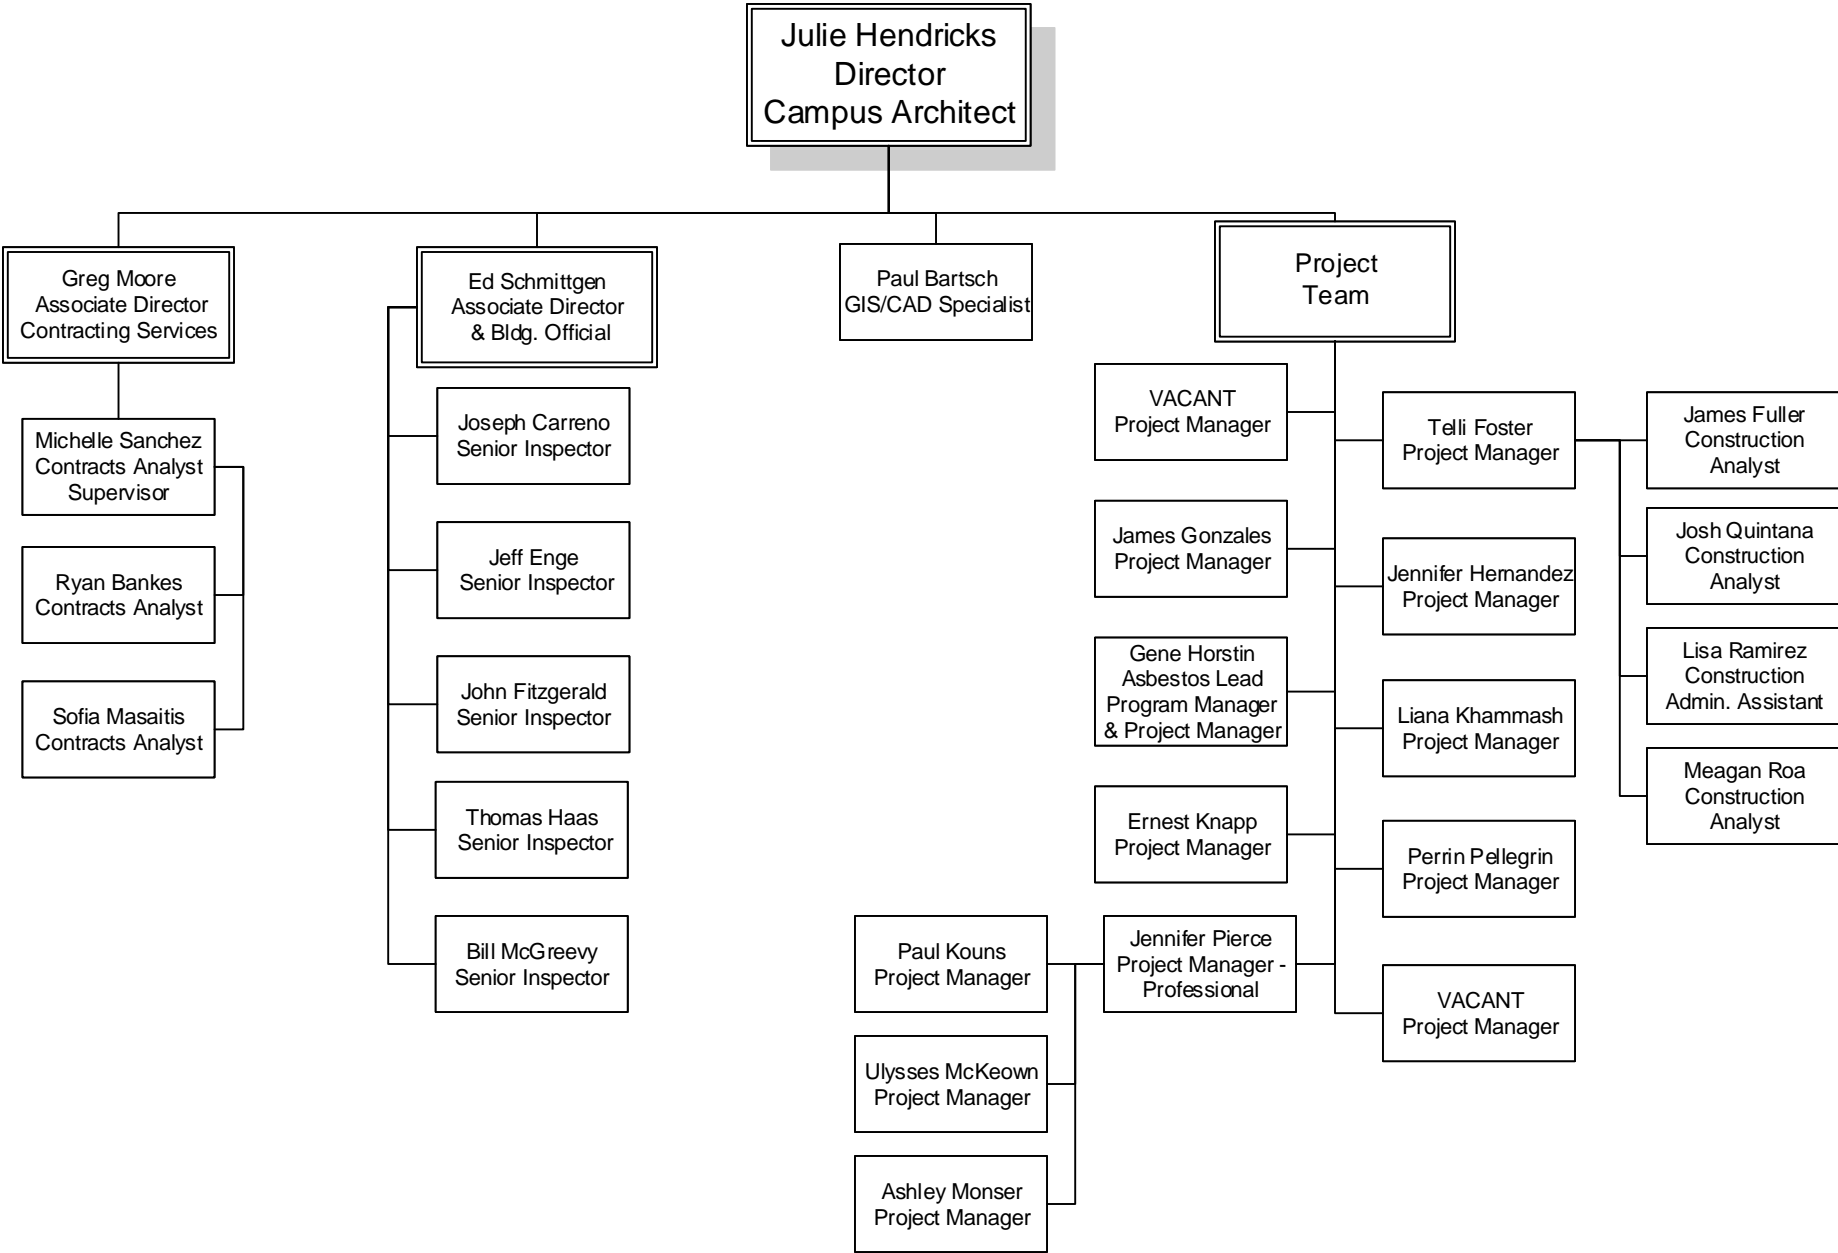 Julie Hendricks
Director
Campus Architect
Greg Moore
Associate Director
Contracting Services
Michelle Sanchez
Contracts Analyst
Supervisor
Ryan Bankes
Contracts Analyst
Sofia Masaitis
Contracts Analyst
Ed Schmittgen
Associate Director
& Bldg. Official
Joseph Carreno
Senior Inspector
Jeff Enge
Senior Inspector
John Fitzgerald
Senior Inspector
Thomas Haas
Senior Inspector
Bill McGreevy
Senior Inspector
Paul Bartsch
GIS/CAD Specialist
Project
Team
VACANT
Project Manager
James Gonzales
Project Manager
Gene Horstin
Asbestos Lead
Program Manager
& Project Manager
Ernest Knapp
Project Manager
Jennifer Pierce
Project Manager -
Professional
Paul Kouns
Project Manager
Ulysses McKeown
Project Manager
Ashley Monser
Project Manager
Telli Foster
Project Manager
Jennifer Hernandez
Project Manager
Liana Khammash
Project Manager
Perrin Pellegrin
Project Manager
VACANT
Project Manager
James Fuller
Construction
Analyst
Josh Quintana
Construction
Analyst
Lisa Ramirez
Construction
Admin. Assistant
Meagan Roa
Construction
Analyst